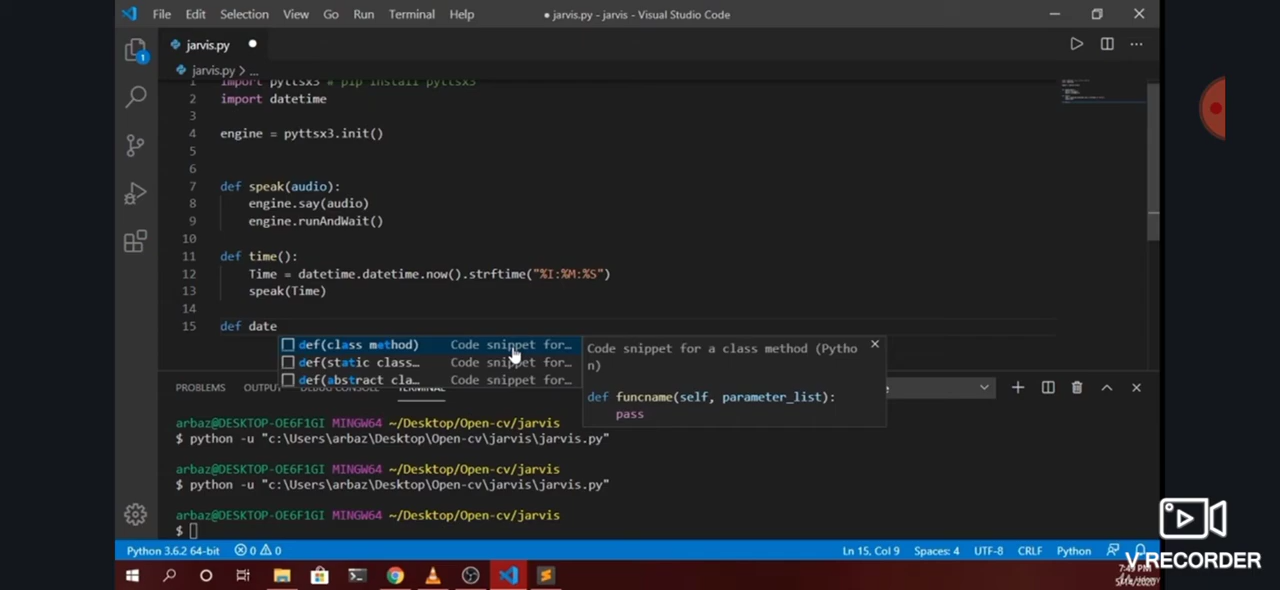 File Edit Selection View Go Run Terminal Help ● jarvis.py - jarvis - Visual Studio Code
jarvis.py
jarvis.py > ...
1 import pyttsx3 # pip install pyttsx3
2 import datetime
3
4 engine = pyttsx3.init()
5
6
7 def speak(audio):
8 engine.say(audio)
9 engine.runAndWait()
10
11 def time():
12 Time = datetime.datetime.now().strftime("%I:%M:%S")
13 speak(Time)
14
15 def date
def(class method) Code snippet for…
def(static class… Code snippet for…
def(abstract cla… Code snippet for…
Code snippet for a class method (Pytho
n)
def funcname(self, parameter_list):
pass
PROBLEMS
arbaz@DESKTOP-OE6F1GI MINGW64 ~/Desktop/Open-cv/jarvis
$ python -u "c:\Users\arbaz\Desktop\Open-cv\jarvis\jarvis.py"
arbaz@DESKTOP-OE6F1GI MINGW64 ~/Desktop/Open-cv/jarvis
$ python -u "c:\Users\arbaz\Desktop\Open-cv\jarvis\jarvis.py"
arbaz@DESKTOP-OE6F1GI MINGW64 ~/Desktop/Open-cv/jarvis
$
Python 3.6.2 64-bit 0 0 Ln 15, Col 9 Spaces: 4 UTF-8 CRLF Python
V RECORDER